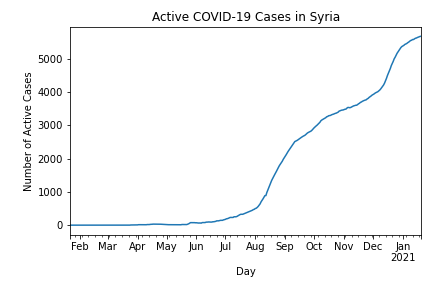 Active COVID-19 Cases in Syria
Number of Active Cases
5000
4000
3000
2000
1000
0
Feb Mar Apr May Jun Jul Aug Sep Oct Nov Dec Jan
2021
Day